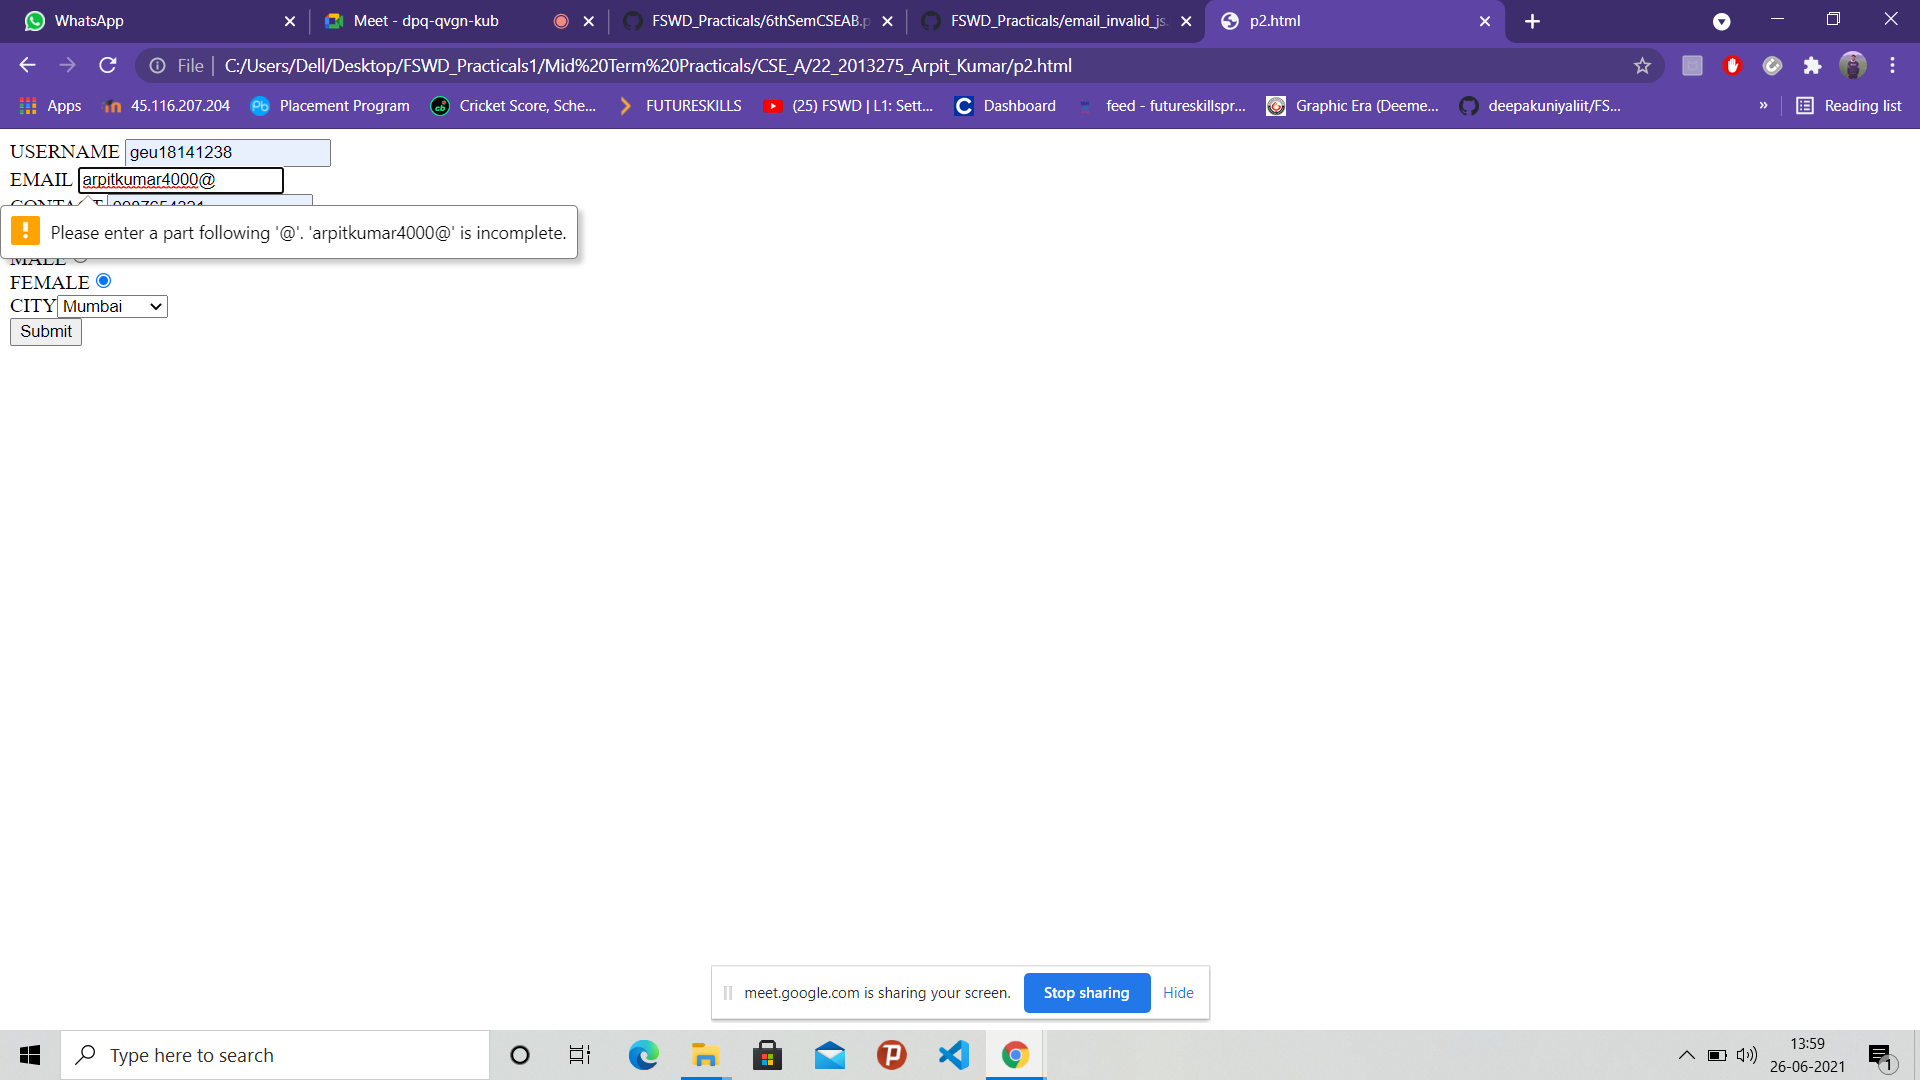 WhatsApp
Meet - dpq-qvgn-kub
FSWD_Practicals/6thSemCSEAB.p
FSWD_Practicals/email_invalid_js.
p2.html
File
C:/Users/Dell/Desktop/FSWD_Practicals1/Mid%20Term%20Practicals/CSE_A/22_2013275_Arpit_Kumar/p2.html
Apps
45.116.207.204
Placement Program
Cricket Score, Sche...
FUTURESKILLS
(25) FSWD | L1: Sett...
Dashboard
feed - futureskillspr...
Graphic Era (Deeme...
deepakuniyaliit/FS...
»
Reading list
USERNAME geu18141238
EMAIL arpitkumar4000@
CONTACT
Please enter a part following '@'. 'arpitkumar4000@' is incomplete.
MALE
FEMALE
CITY Mumbai
Submit
meet.google.com is sharing your screen.
Stop sharing
Hide
Type here to search
13:59
26-06-2021
1